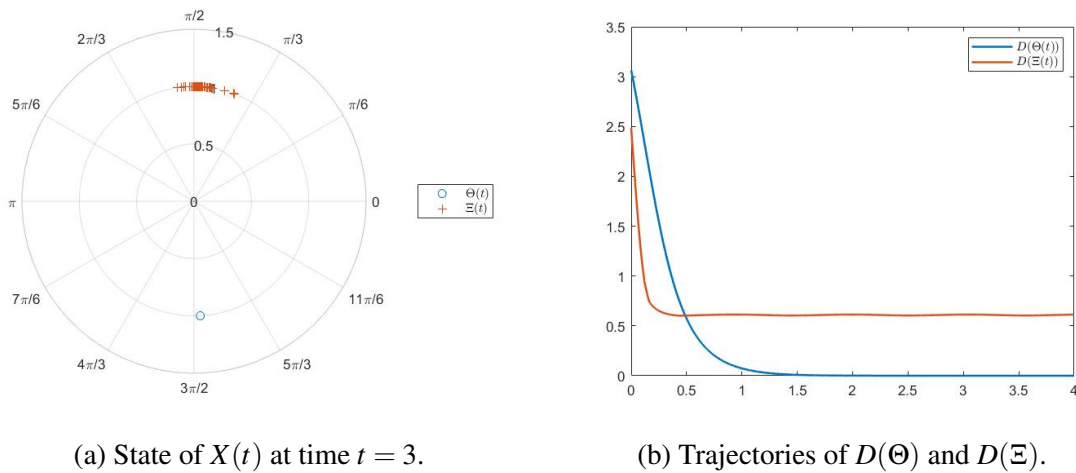 π/2
1.5
2π/3
π/3
5π/6
π/6
0.5
π
0
0
7π/6
11π/6
4π/3
5π/3
3π/2
Θ(t)
Ξ(t)
3.5
3
2.5
2
1.5
1
0.5
0
0 0.5 1 1.5 2 2.5 3 3.5 4
D(Θ(t))
D(Ξ(t))
(a) State of X(t) at time t = 3.
(b) Trajectories of D(Θ) and D(Ξ).